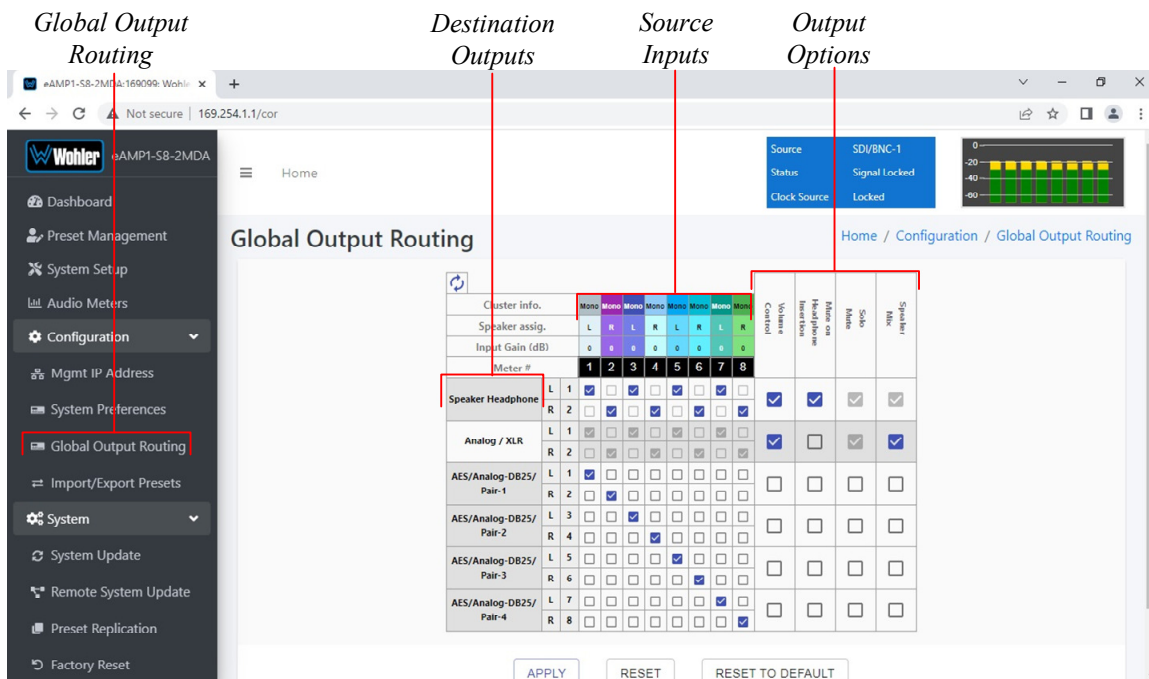 Global Output
Routing
Destination
Outputs
Source
Inputs
Output
Options
eAMP1-S8-2MDA:169099: Wohle
Not secure | 169.254.1.1/cor
Wohler
eAMP1-S8-2MDA
Dashboard
Preset Management
System Setup
Audio Meters
Configuration
Mgmt IP Address
System Preferences
Global Output Routing
Import/Export Presets
System
System Update
Remote System Update
Preset Replication
Factory Reset
Home
Source SDI/BNC-1
Status Signal Locked
Clock Source Locked
0
-20
-40
-60
Global Output Routing
Home / Configuration / Global Output Routing
Cluster info. Mono Mono Mono Mono Mono Mono Mono Mono
Speaker assig. L R L R L R L R
Input Gain (dB) 0 0 0 0 0 0 0 0
Meter # 1 2 3 4 5 6 7 8
Volume
Control
Mute on
Headphone
Insertion
Solo
Mute
Speaker
Mix
Speaker Headphone
L 1
R 2
Analog / XLR
L 1
R 2
AES/Analog-DB25/
Pair-1
L 1
R 2
AES/Analog-DB25/
Pair-2
L 3
R 4
AES/Analog-DB25/
Pair-3
L 5
R 6
AES/Analog-DB25/
Pair-4
L 7
R 8
APPLY RESET RESET TO DEFAULT